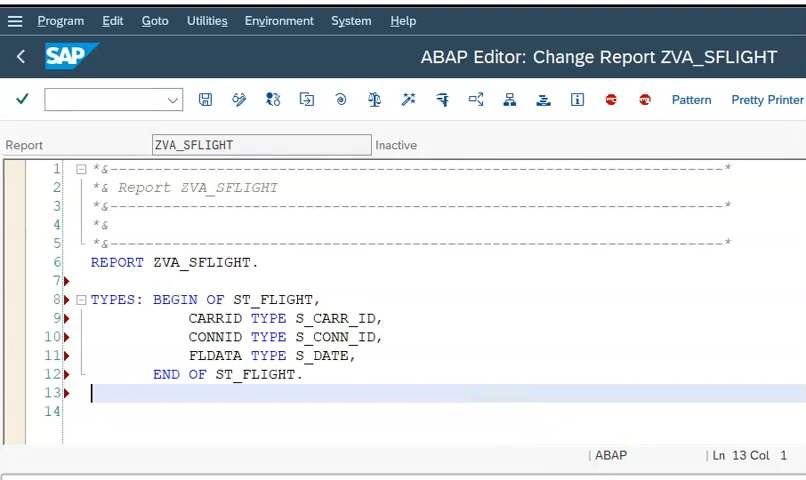 Program Edit Goto Utilities Environment System Help
SAP ABAP Editor: Change Report ZVA_SFLIGHT
Pattern Pretty Printer
Report ZVA_SFLIGHT Inactive
1 *&---------------------------------------------------------------------*
2 *& Report ZVA_SFLIGHT
3 *&---------------------------------------------------------------------*
4 *&
5 *&---------------------------------------------------------------------*
6 REPORT ZVA_SFLIGHT.
7
8 TYPES: BEGIN OF ST_FLIGHT,
9 CARRID TYPE S_CARR_ID,
10 CONNID TYPE S_CONN_ID,
11 FLDATA TYPE S_DATE,
12 END OF ST_FLIGHT.
13
14
ABAP Ln 13 Col 1